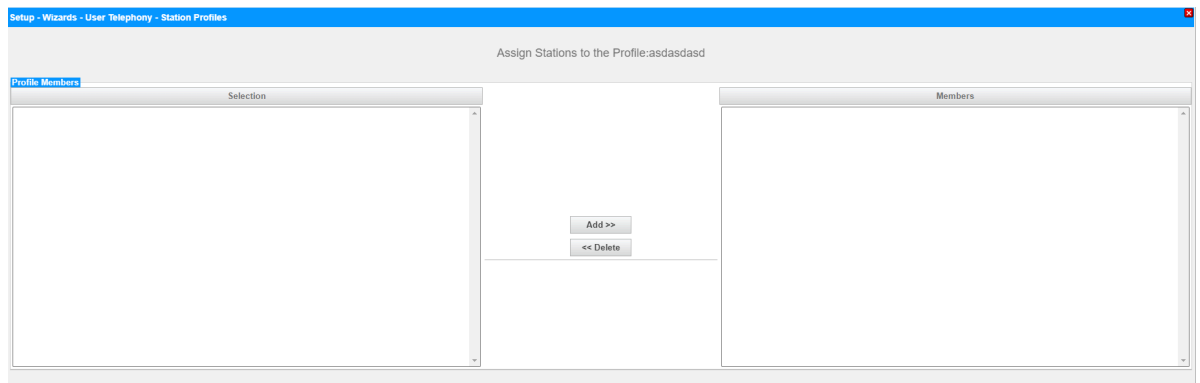 Setup - Wizards - User Telephony - Station Profiles
Assign Stations to the Profile:asdasdasd
Profile Members
Selection
Members
Add >>
<< Delete